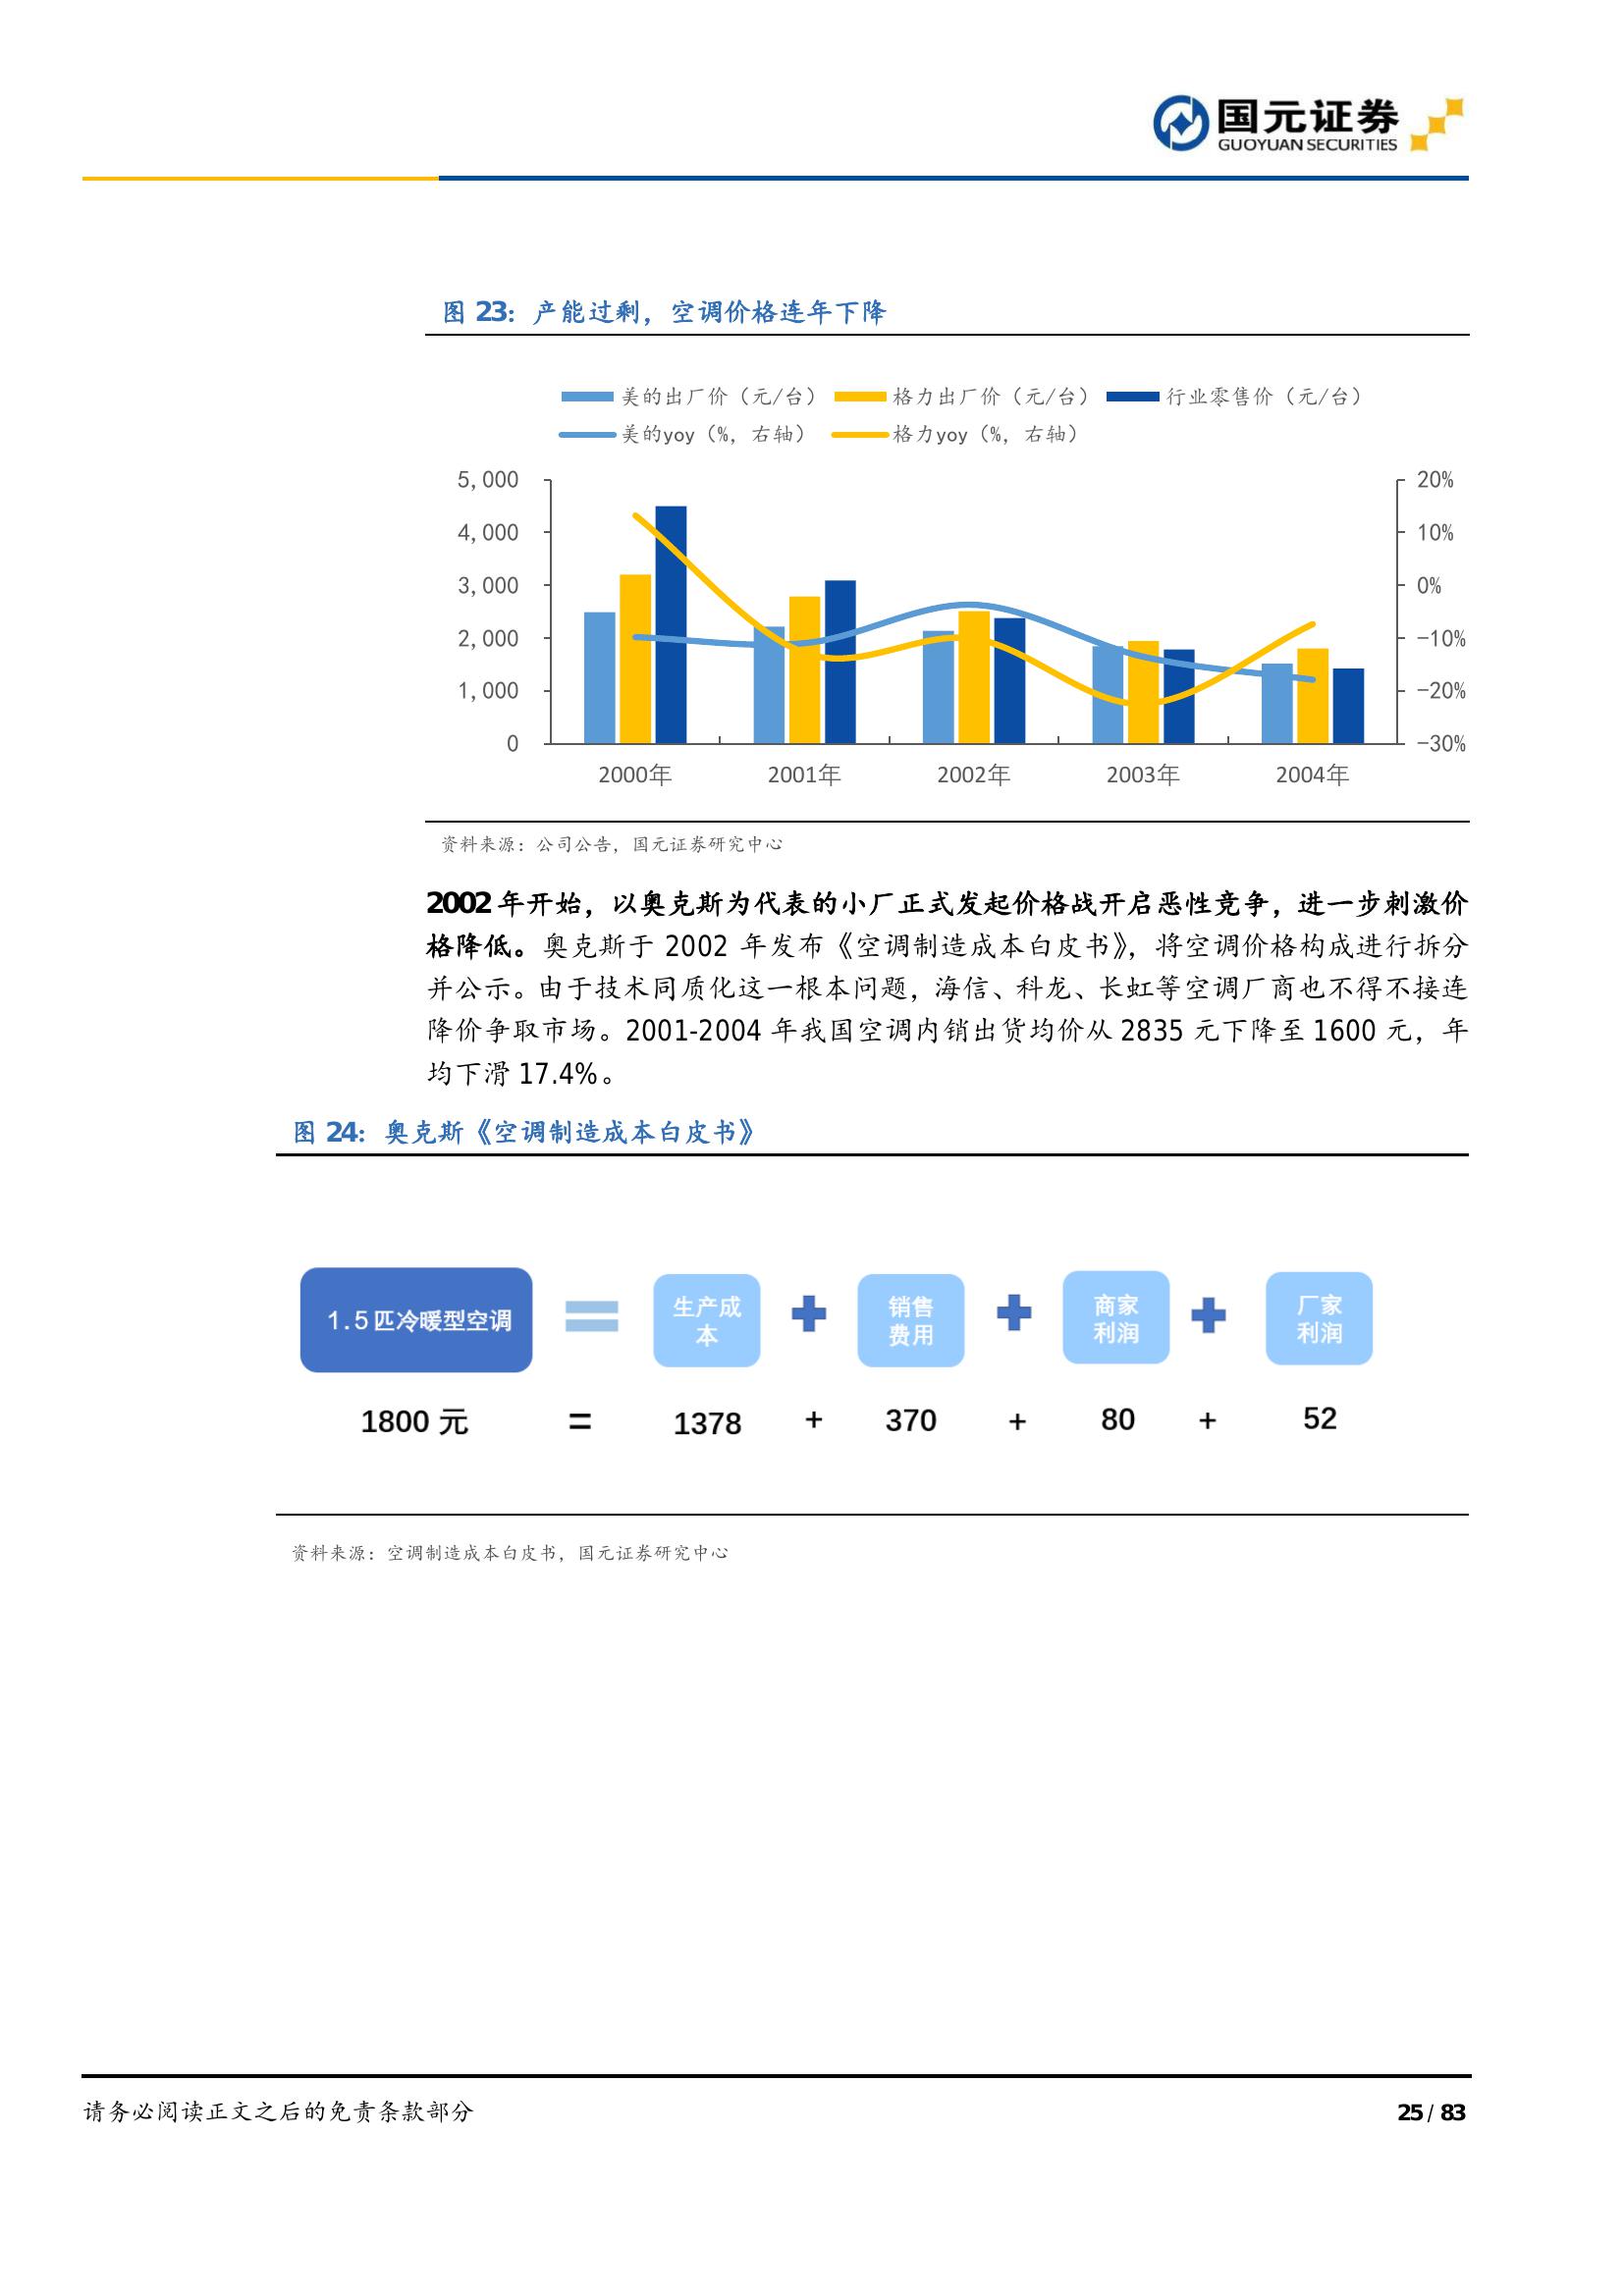 国元证券
GUOYUAN SECURITIES
图 23：产能过剩，空调价格连年下降
美的出厂价（元/台） 格力出厂价（元/台） 行业零售价（元/台）
美的yoy（%，右轴） 格力yoy（%，右轴）
5,000 20%
4,000 10%
3,000 0%
2,000 -10%
1,000 -20%
0 -30%
2000年 2001年 2002年 2003年 2004年
资料来源：公司公告，国元证券研究中心
2002 年开始，以奥克斯为代表的小厂正式发起价格战开启恶性竞争，进一步刺激价
格降低。奥克斯于 2002 年发布《空调制造成本白皮书》，将空调价格构成进行拆分
并公示。由于技术同质化这一根本问题，海信、科龙、长虹等空调厂商也不得不接连
降价争取市场。2001-2004 年我国空调内销出货均价从 2835 元下降至 1600 元，年
均下滑 17.4%。
图 24：奥克斯《空调制造成本白皮书》
1.5 匹冷暖型空调
生产成
本
销售
费用
商家
利润
厂家
利润
1800 元 = 1378 + 370 + 80 + 52
资料来源：空调制造成本白皮书，国元证券研究中心
请务必阅读正文之后的免责条款部分 25 / 83